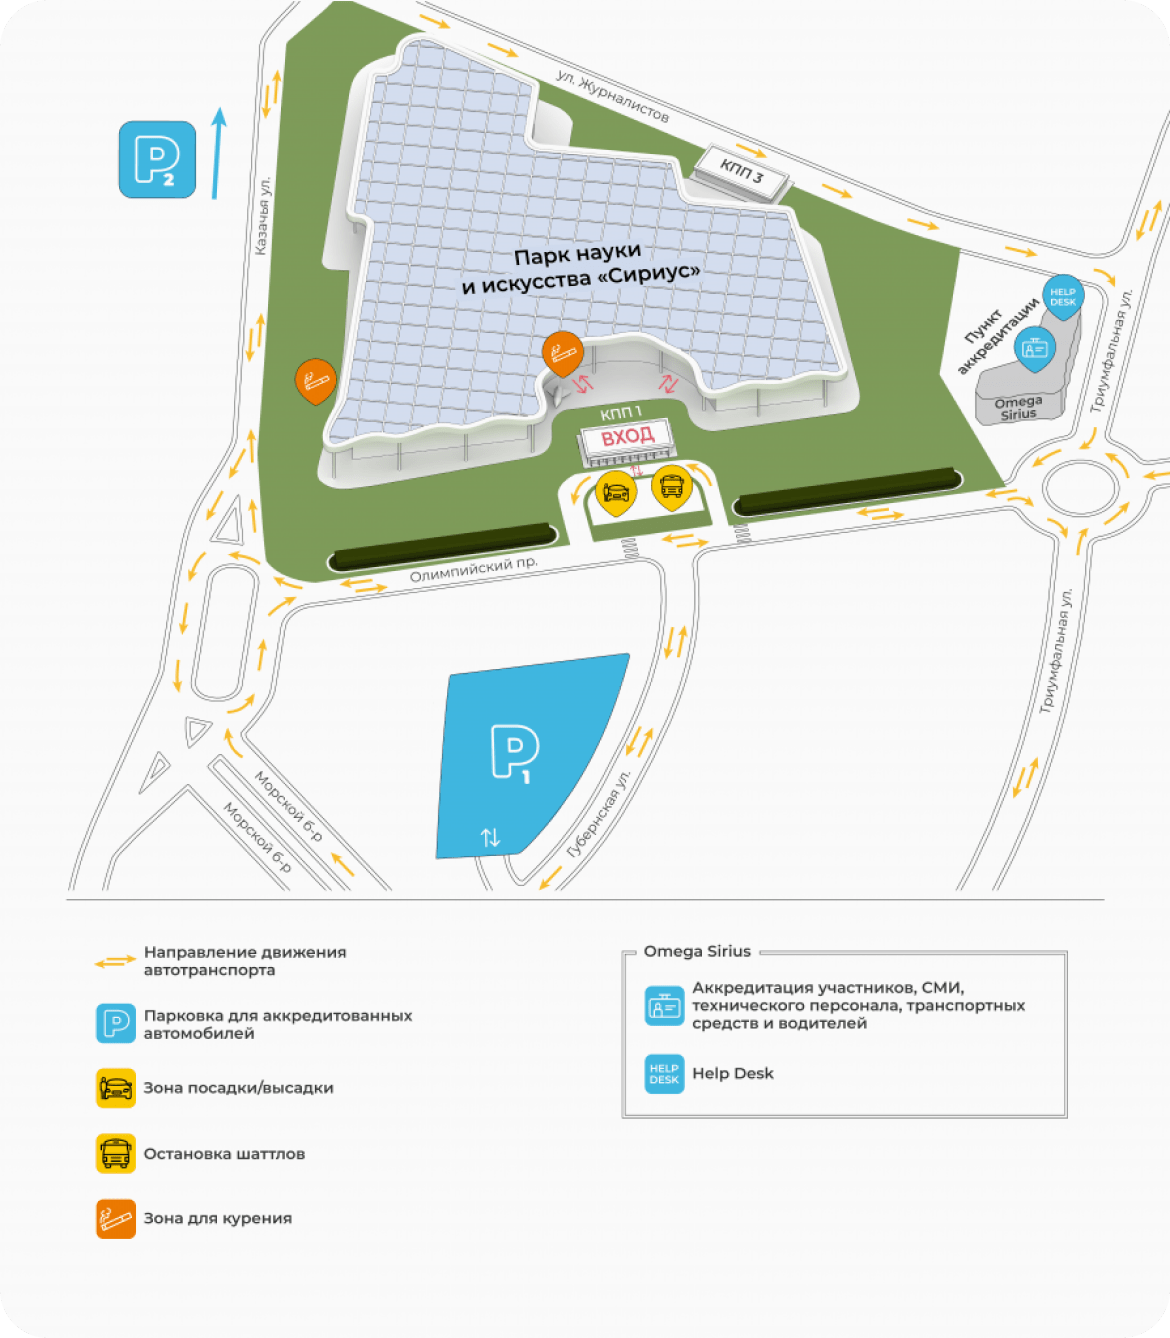 ул. Журналистов
КПП 3
P2
Казачья ул.
Парк науки
и искусства «Сириус»
HELP
DESK
Пункт
аккредитации
Триумфальная ул.
Omega
Sirius
КПП 1
ВХОД
Олимпийский пр.
Триумфальная ул.
P1
Губернская ул.
Морской б-р
Морской б-р
Направление движения
автотранспорта
P
Парковка для аккредитованных
автомобилей
Зона посадки/высадки
Остановка шаттлов
Зона для курения
Omega Sirius
Аккредитация участников, СМИ,
технического персонала, транспортных
средств и водителей
HELP
DESK
Help Desk